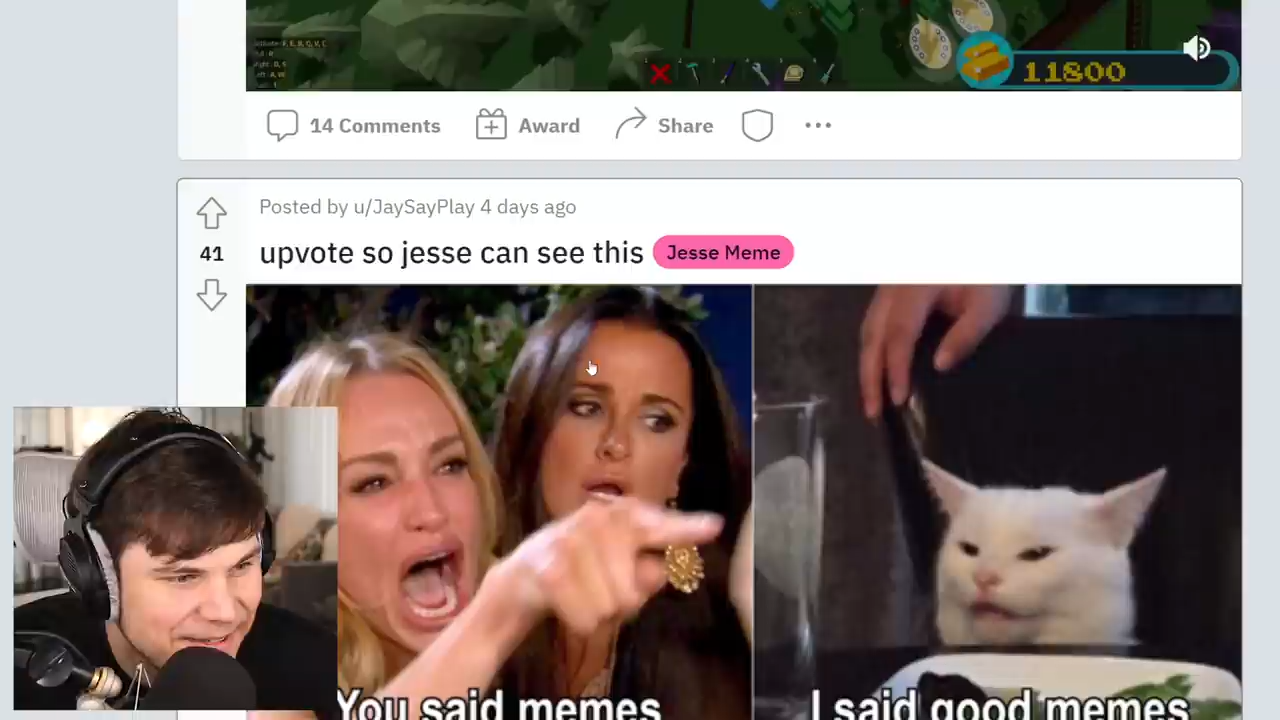 11800
14 Comments Award Share
Posted by u/JaySayPlay 4 days ago
41
upvote so jesse can see this Jesse Meme
You said memes
I said good memes